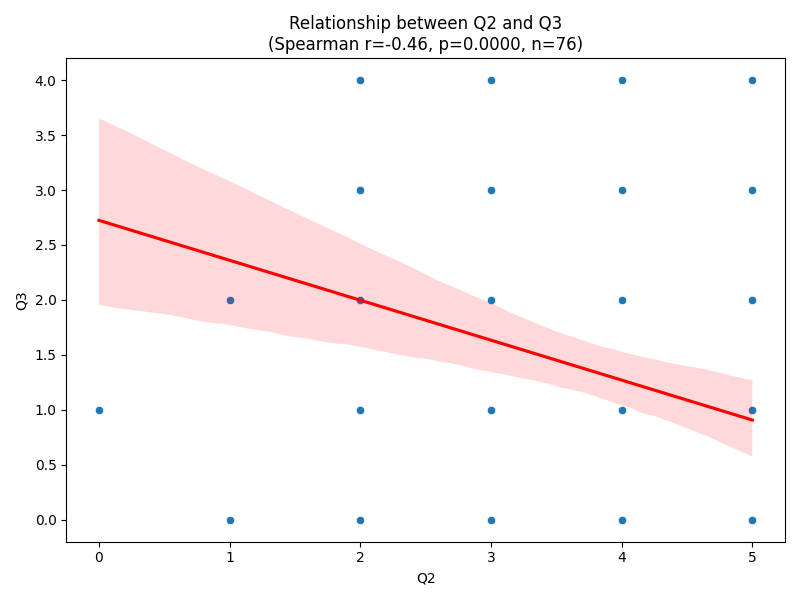 Relationship between Q2 and Q3
(Spearman r=-0.46, p=0.0000, n=76)
4.0
3.5
3.0
2.5
2.0
1.5
1.0
0.5
0.0
Q3
0 1 2 3 4 5
Q2